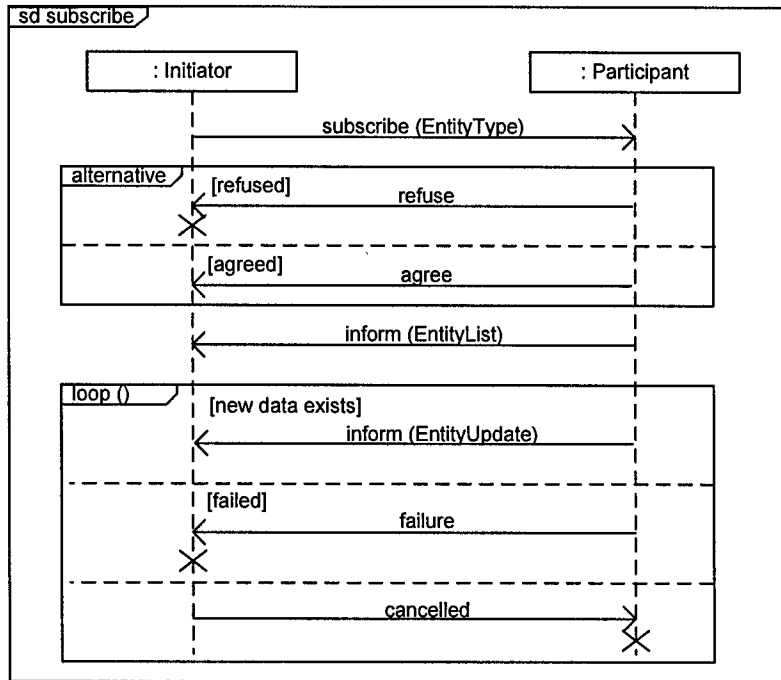 sd subscribe
: Initiator
: Participant
subscribe (EntityType)
alternative
[refused]
refuse
[agreed]
agree
inform (EntityList)
loop ()
[new data exists]
inform (EntityUpdate)
[failed]
failure
cancelled